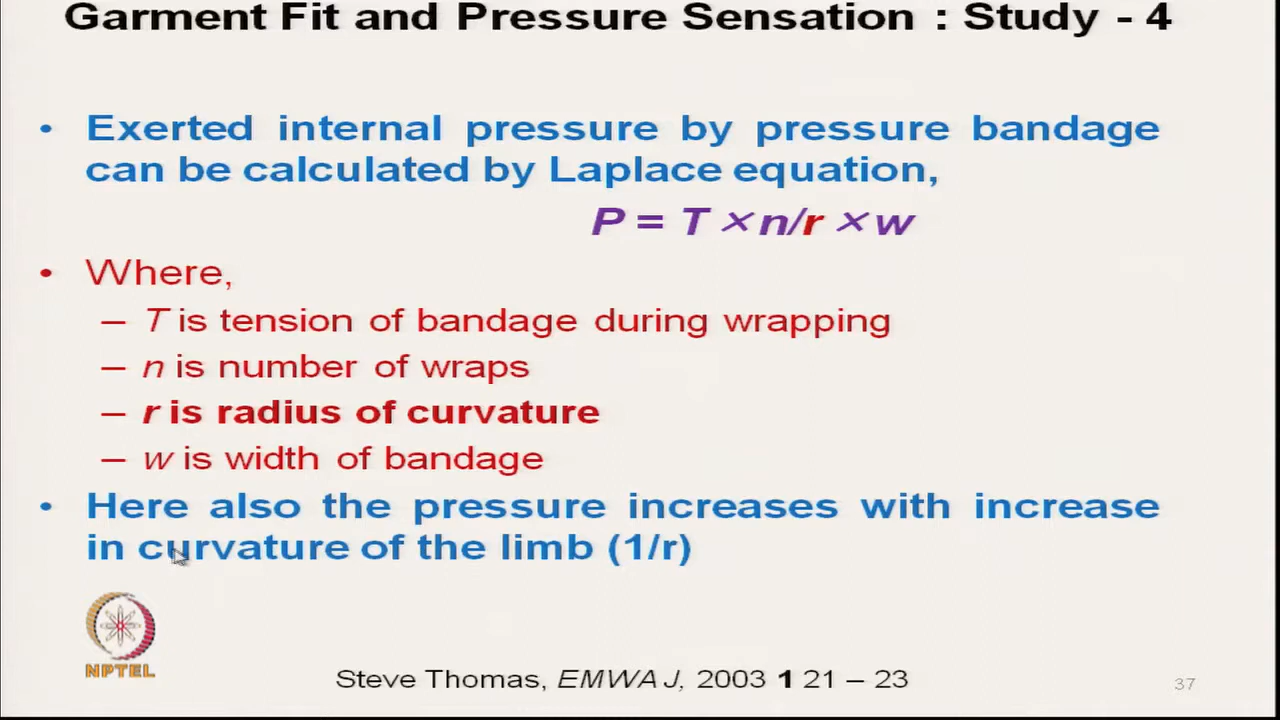 Garment Fit and Pressure Sensation : Study - 4
• Exerted internal pressure by pressure bandage
can be calculated by Laplace equation,
P = T × n/r × w
• Where,
– T is tension of bandage during wrapping
– n is number of wraps
– r is radius of curvature
– w is width of bandage
• Here also the pressure increases with increase
in curvature of the limb (1/r)
NPTEL
Steve Thomas, EMWA J, 2003 1 21 – 23
37